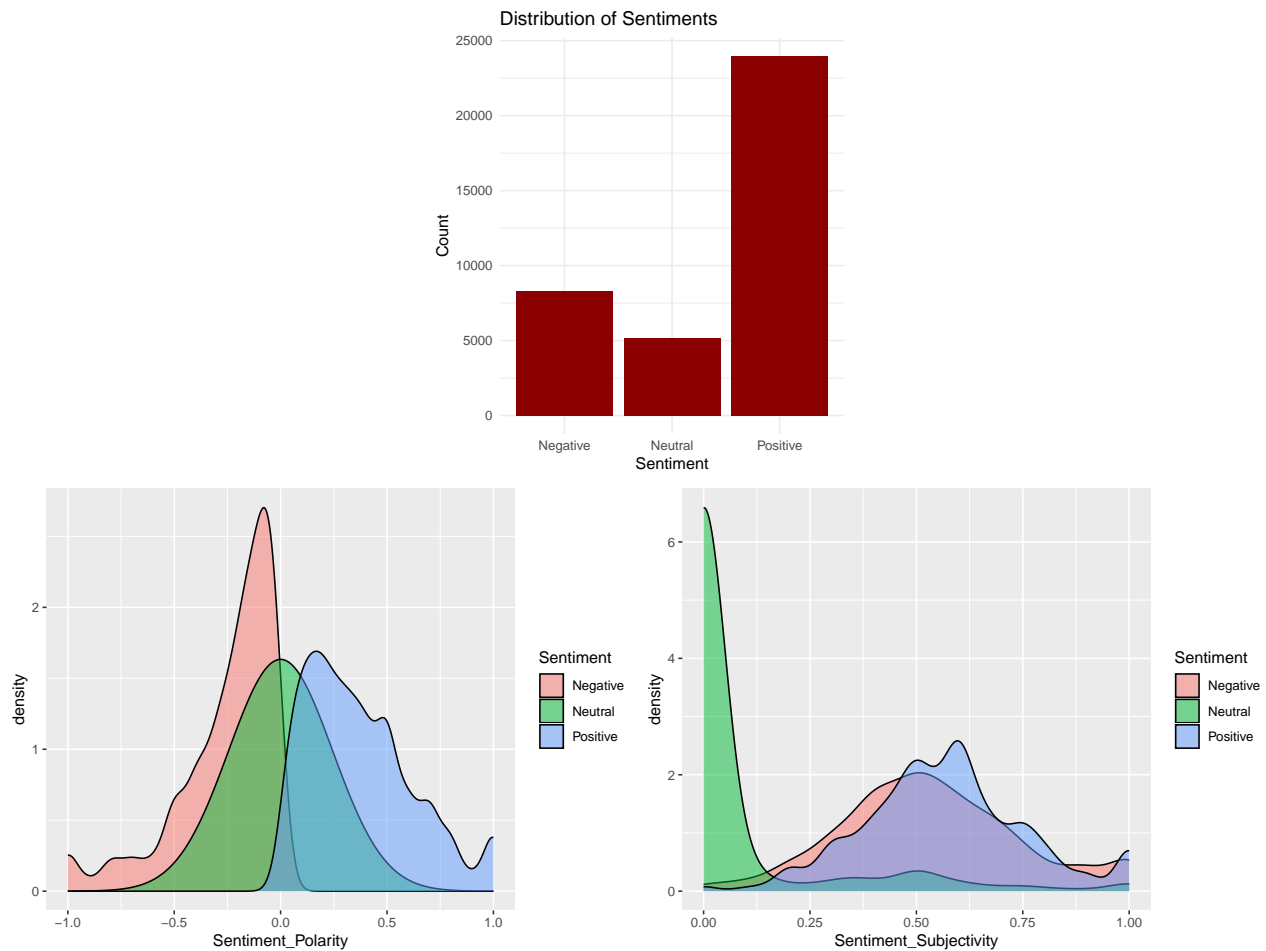 Distribution of Sentiments
25000
20000
15000
10000
5000
0
Count
Negative Neutral Positive
Sentiment
2
1
0
density
−1.0 −0.5 0.0 0.5 1.0
Sentiment_Polarity
Sentiment
Negative
Neutral
Positive
6
4
2
0
density
0.00 0.25 0.50 0.75 1.00
Sentiment_Subjectivity
Sentiment
Negative
Neutral
Positive